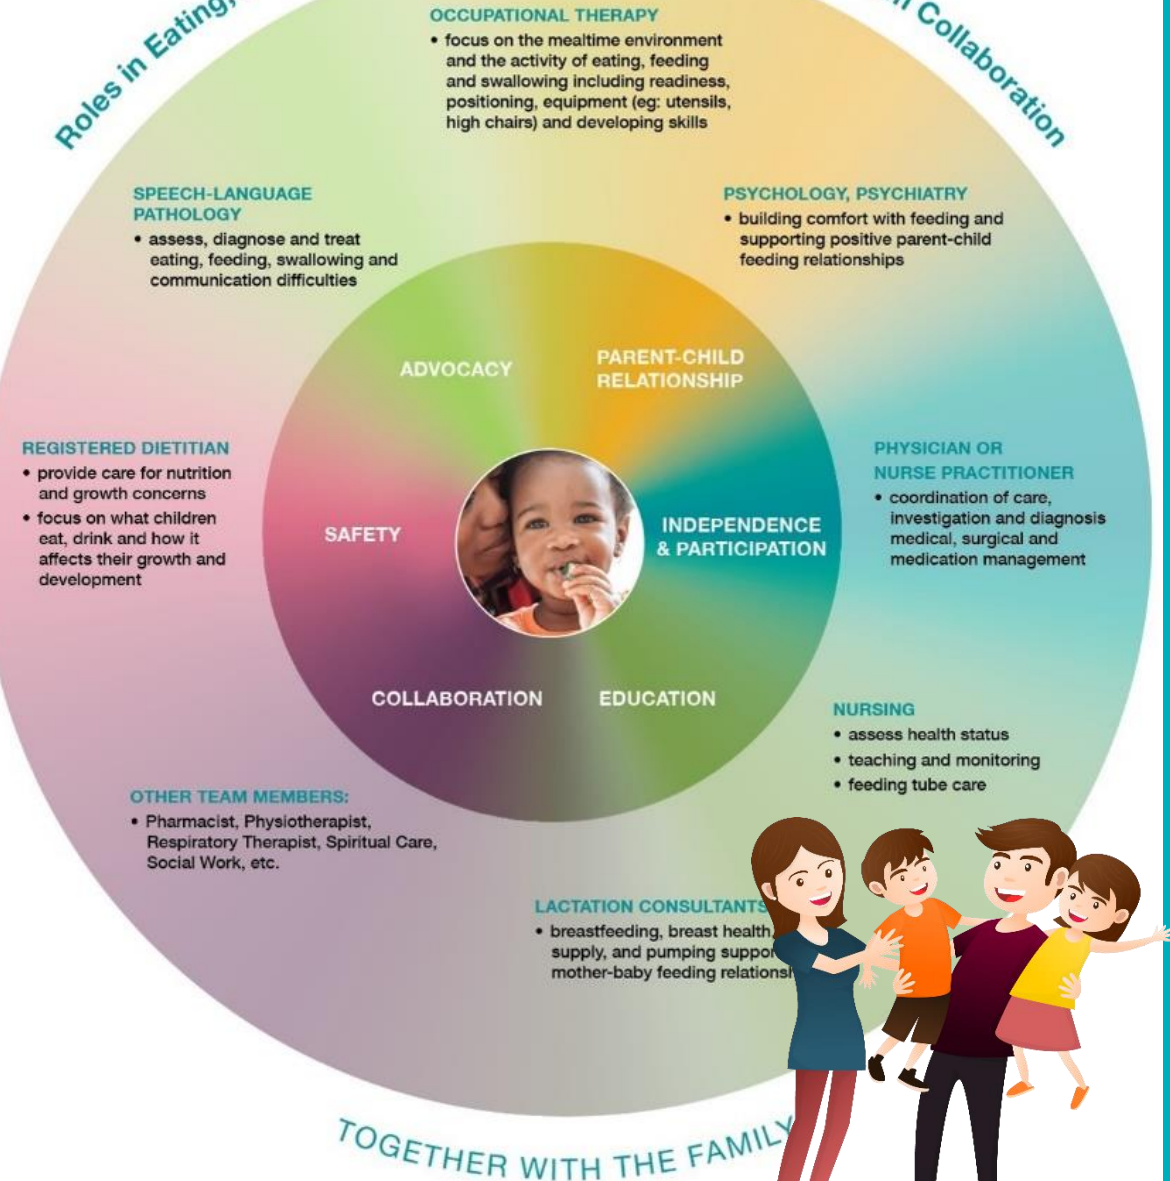 Roles in Eating,
Collaboration
OCCUPATIONAL THERAPY
• focus on the mealtime environment
and the activity of eating, feeding
and swallowing including readiness,
positioning, equipment (eg: utensils,
high chairs) and developing skills
SPEECH-LANGUAGE
PATHOLOGY
• assess, diagnose and treat
eating, feeding, swallowing and
communication difficulties
PSYCHOLOGY, PSYCHIATRY
• building comfort with feeding and
supporting positive parent-child
feeding relationships
ADVOCACY
PARENT-CHILD
RELATIONSHIP
REGISTERED DIETITIAN
• provide care for nutrition
and growth concerns
• focus on what children
eat, drink and how it
affects their growth and
development
SAFETY
INDEPENDENCE
& PARTICIPATION
PHYSICIAN OR
NURSE PRACTITIONER
• coordination of care,
investigation and diagnosis
medical, surgical and
medication management
COLLABORATION
EDUCATION
NURSING
• assess health status
• teaching and monitoring
• feeding tube care
OTHER TEAM MEMBERS:
• Pharmacist, Physiotherapist,
Respiratory Therapist, Spiritual Care,
Social Work, etc.
LACTATION CONSULTANTS
• breastfeeding, breast health,
supply, and pumping
mother-baby feeding
TOGETHER WITH THE FAMILY